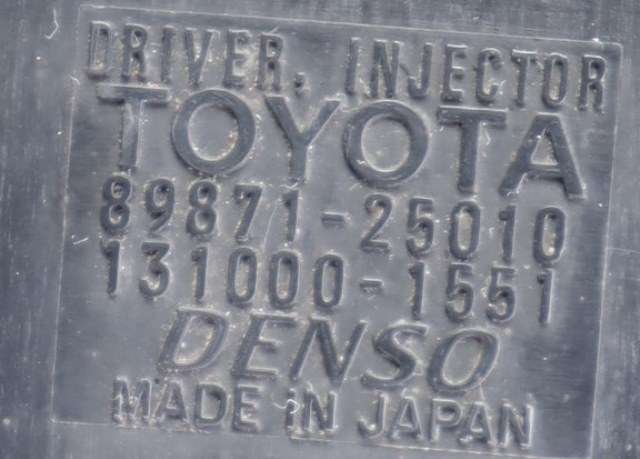 DRIVER, INJECTOR
TOYOTA
89871-25010
131000-1551
DENSO
MADE IN JAPAN